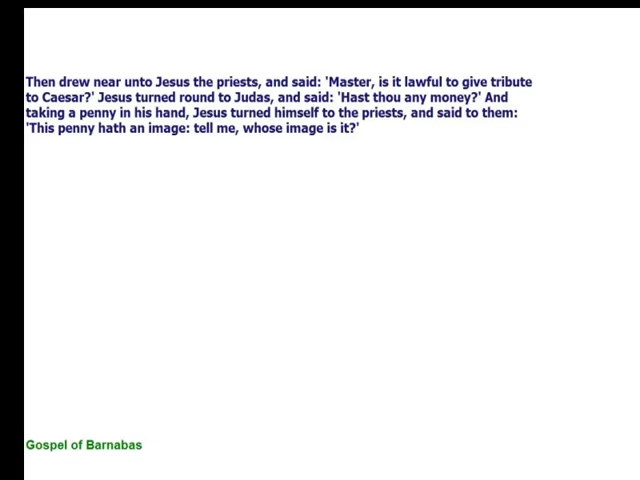 Then drew near unto Jesus the priests, and said: 'Master, is it lawful to give tribute
to Caesar?' Jesus turned round to Judas, and said: 'Hast thou any money?' And
taking a penny in his hand, Jesus turned himself to the priests, and said to them:
'This penny hath an image: tell me, whose image is it?'
Gospel of Barnabas